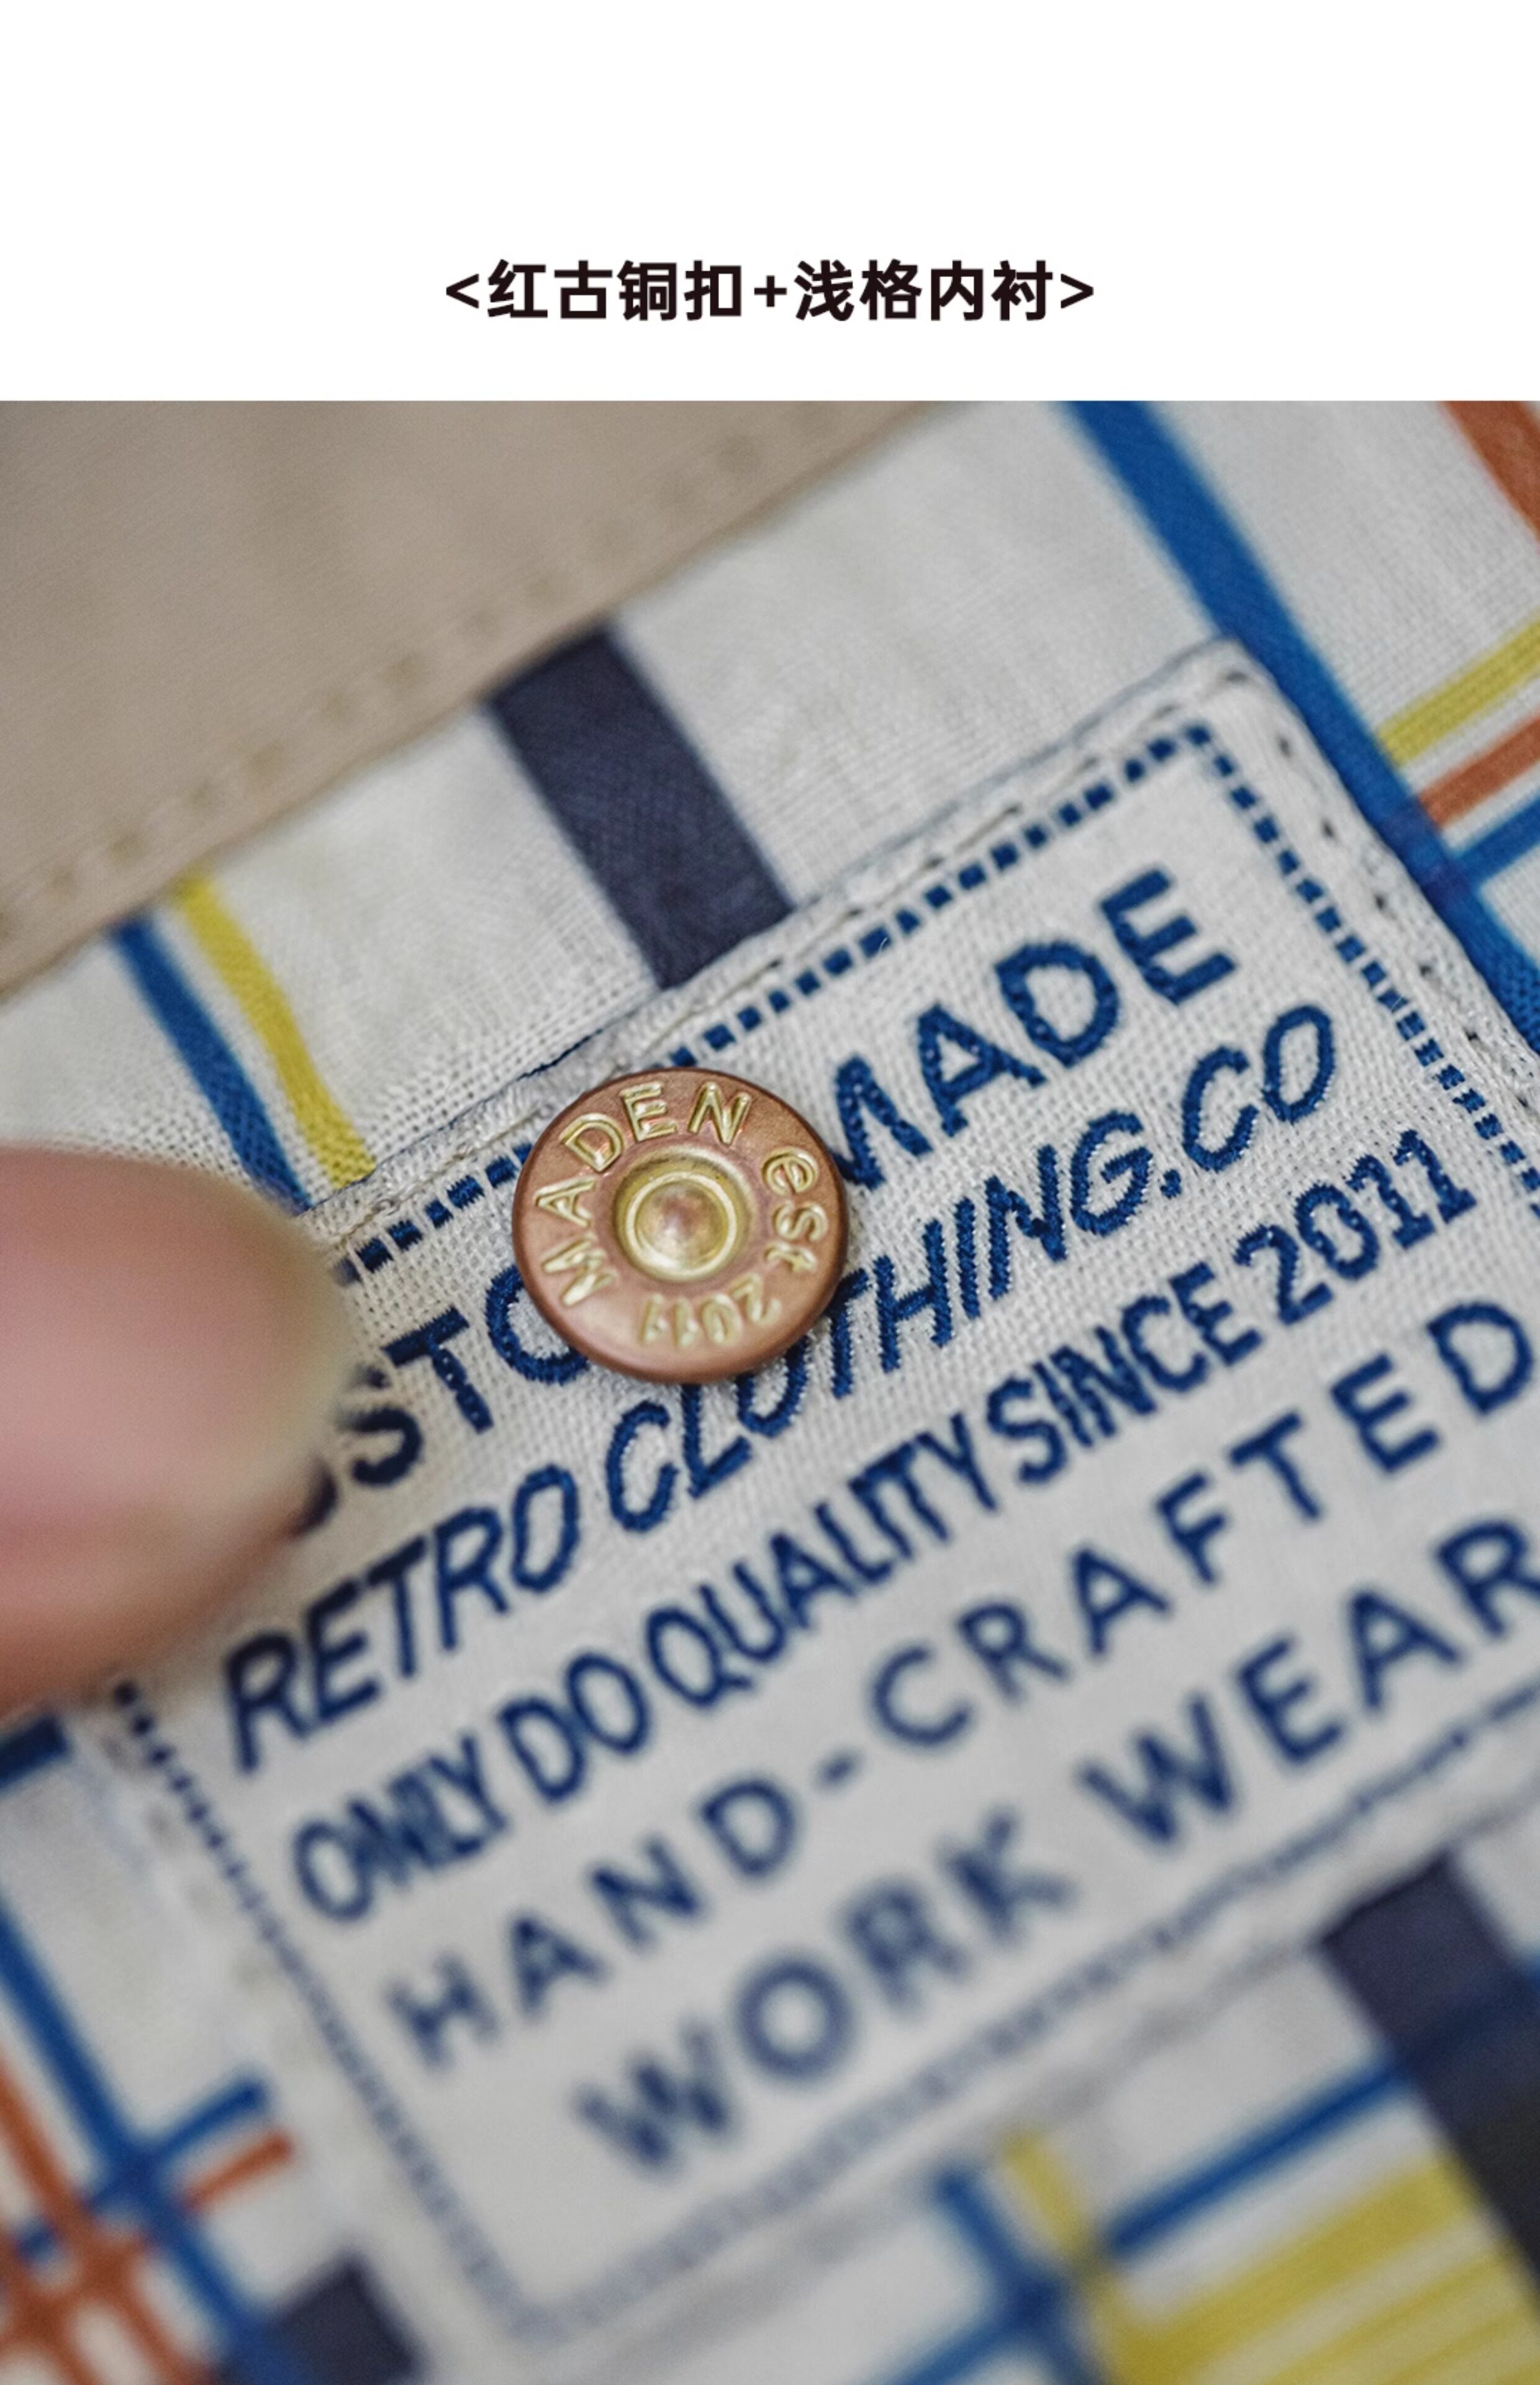 <红古铜扣+浅格内衬>
MADE
RETRO CLOTHING.CO
ONLY DO QUALITY SINCE 2011
HAND-CRAFTED
WORK WEAR
MADEN est 2011